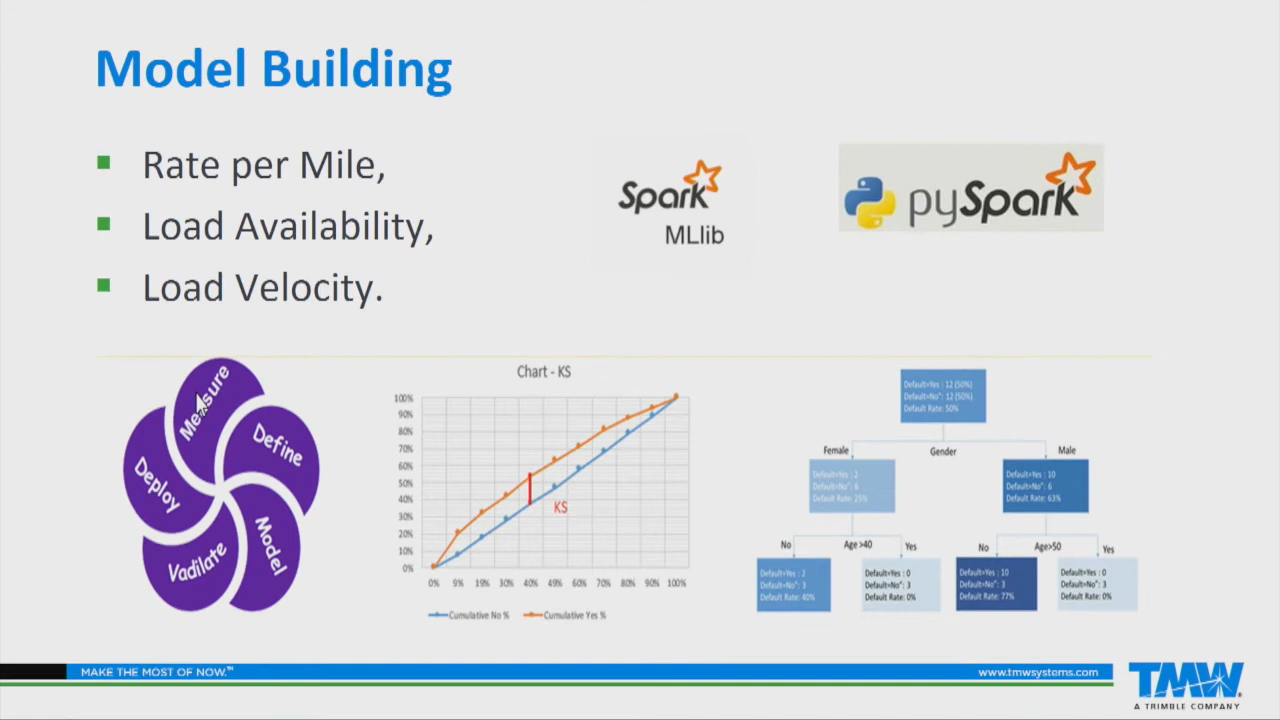 Model Building
Rate per Mile,
Load Availability,
Load Velocity.
Spark
MLlib
pySpark
Measure
Define
Model
Vadilate
Deploy
Chart - KS
100%
90%
80%
70%
60%
50%
40%
30%
20%
10%
0%
KS
0% 9% 19% 30% 40% 49% 60% 70% 80% 90% 100%
Cumulative No % Cumulative Yes %
Default=Yes : 12 (50%)
Default=No": 12 (50%)
Default Rate: 50%
Female Gender Male
Default=Yes : 2
Default=No": 6
Default Rate: 25%
Default=Yes : 10
Default=No": 6
Default Rate: 63%
No Age >40 Yes
No Age>50 Yes
Default=Yes : 2
Default=No": 3
Default Rate: 40%
Default=Yes : 0
Default=No": 3
Default Rate: 0%
Default=Yes : 10
Default=No": 3
Default Rate: 77%
Default=Yes : 0
Default=No": 3
Default Rate: 0%
MAKE THE MOST OF NOW.™
www.tmwsystems.com
TMW
A TRIMBLE COMPANY